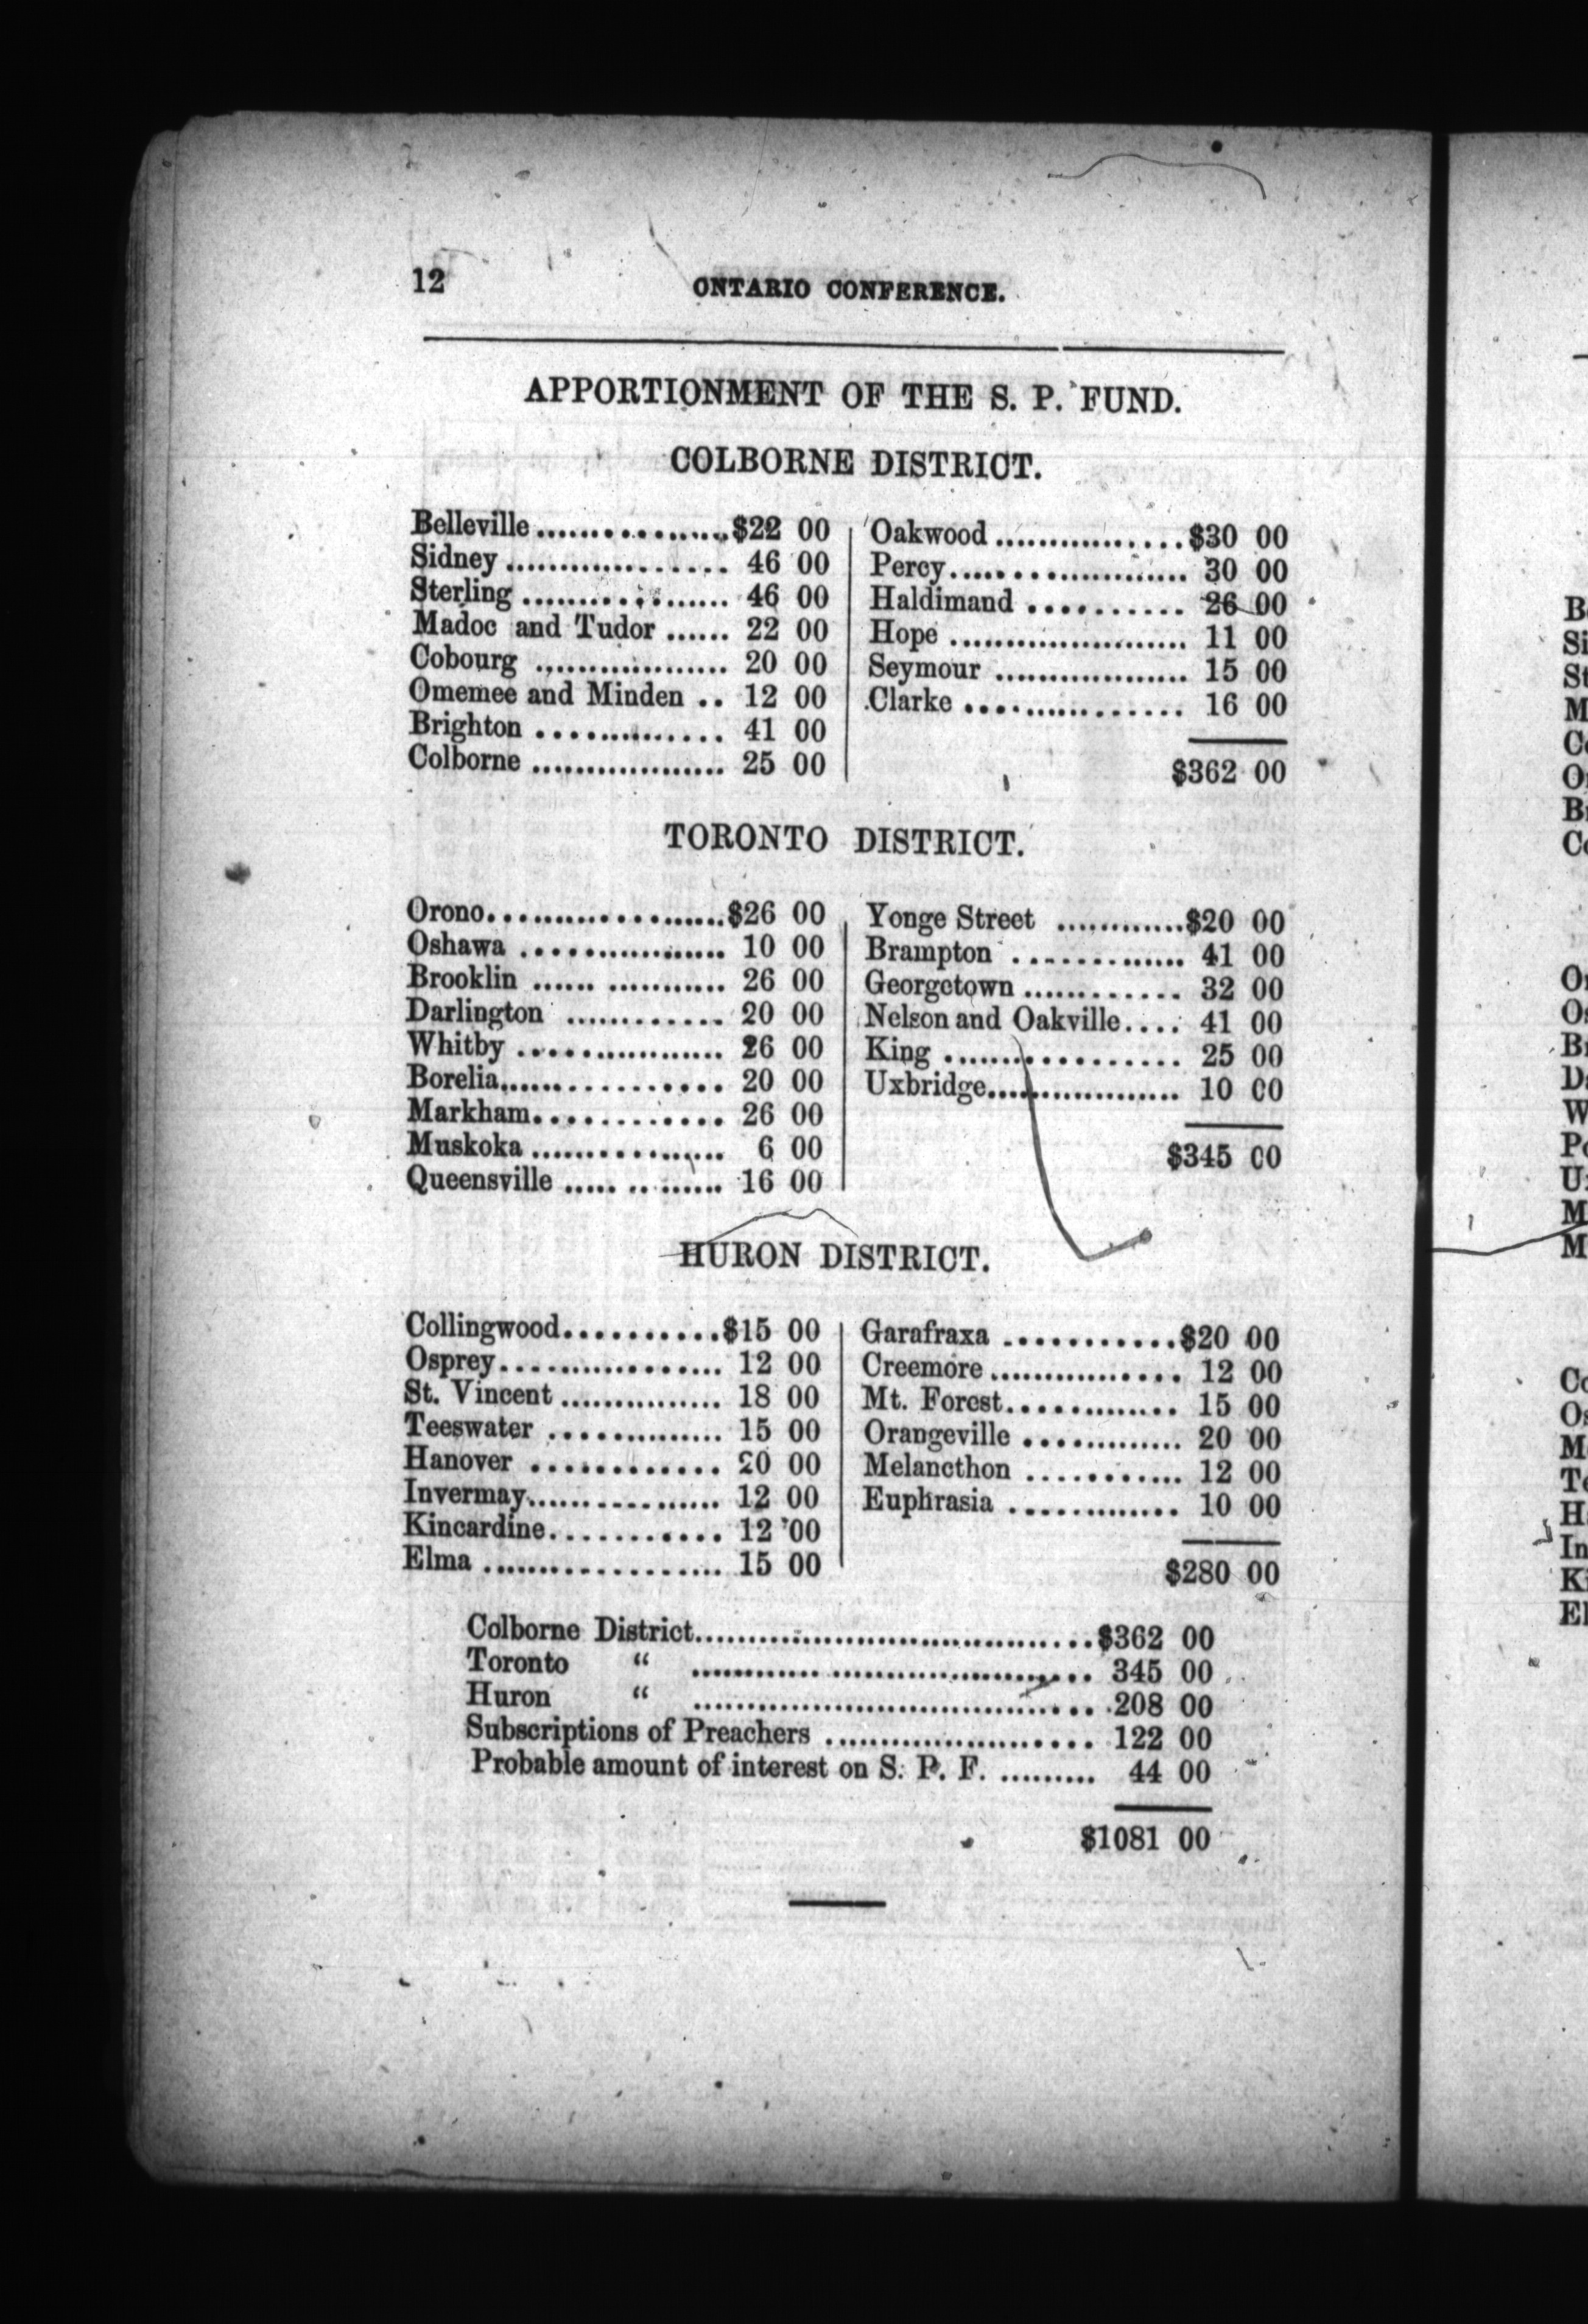 12 ONTARIO CONFERENCE.
APPORTIONMENT OF THE S. P. FUND.
COLBORNE DISTRICT.
Belleville..................$22 00
Sidney .................. 46 00
Sterling .................. 46 00
Madoc and Tudor ...... 22 00
Cobourg .................. 20 00
Omemee and Minden .. 12 00
Brighton .............. 41 00
Colborne .................. 25 00
Oakwood ................$30 00
Percy...................... 30 00
Haldimand .......... 26 00
Hope ...................... 11 00
Seymour .................. 15 00
Clarke ................ 16 00
$362 00
TORONTO DISTRICT.
Orono......................$26 00
Oshawa .................. 10 00
Brooklin ...... ........... 26 00
Darlington ............ 20 00
Whitby .................. 26 00
Borelia.................... 20 00
Markham............ 26 00
Muskoka ................ 6 00
Queensville ..... ......... 16 00
Yonge Street ............$20 00
Brampton ............. 41 00
Georgetown ............ 32 00
Nelson and Oakville.... 41 00
King .................. 25 00
Uxbridge.................. 10 00
$345 00
HURON DISTRICT.
Collingwood..........$15 00
Osprey................. 12 00
St. Vincent ............... 18 00
Teeswater .............. 15 00
Hanover ............ 20 00
Invermay.................. 12 00
Kincardine........... 12 00
Elma .................... 15 00
Garafraxa ............$20 00
Creemore................ 12 00
Mt. Forest............. 15 00
Orangeville ............. 20 00
Melancthon ........... 12 00
Euphrasia ............. 10 00
$280 00
Colborne District.....................................$362 00
Toronto “ ..................................... 345 00
Huron “ ..................................... 208 00
Subscriptions of Preachers ........................ 122 00
Probable amount of interest on S. P. F. ......... 44 00
$1081 00